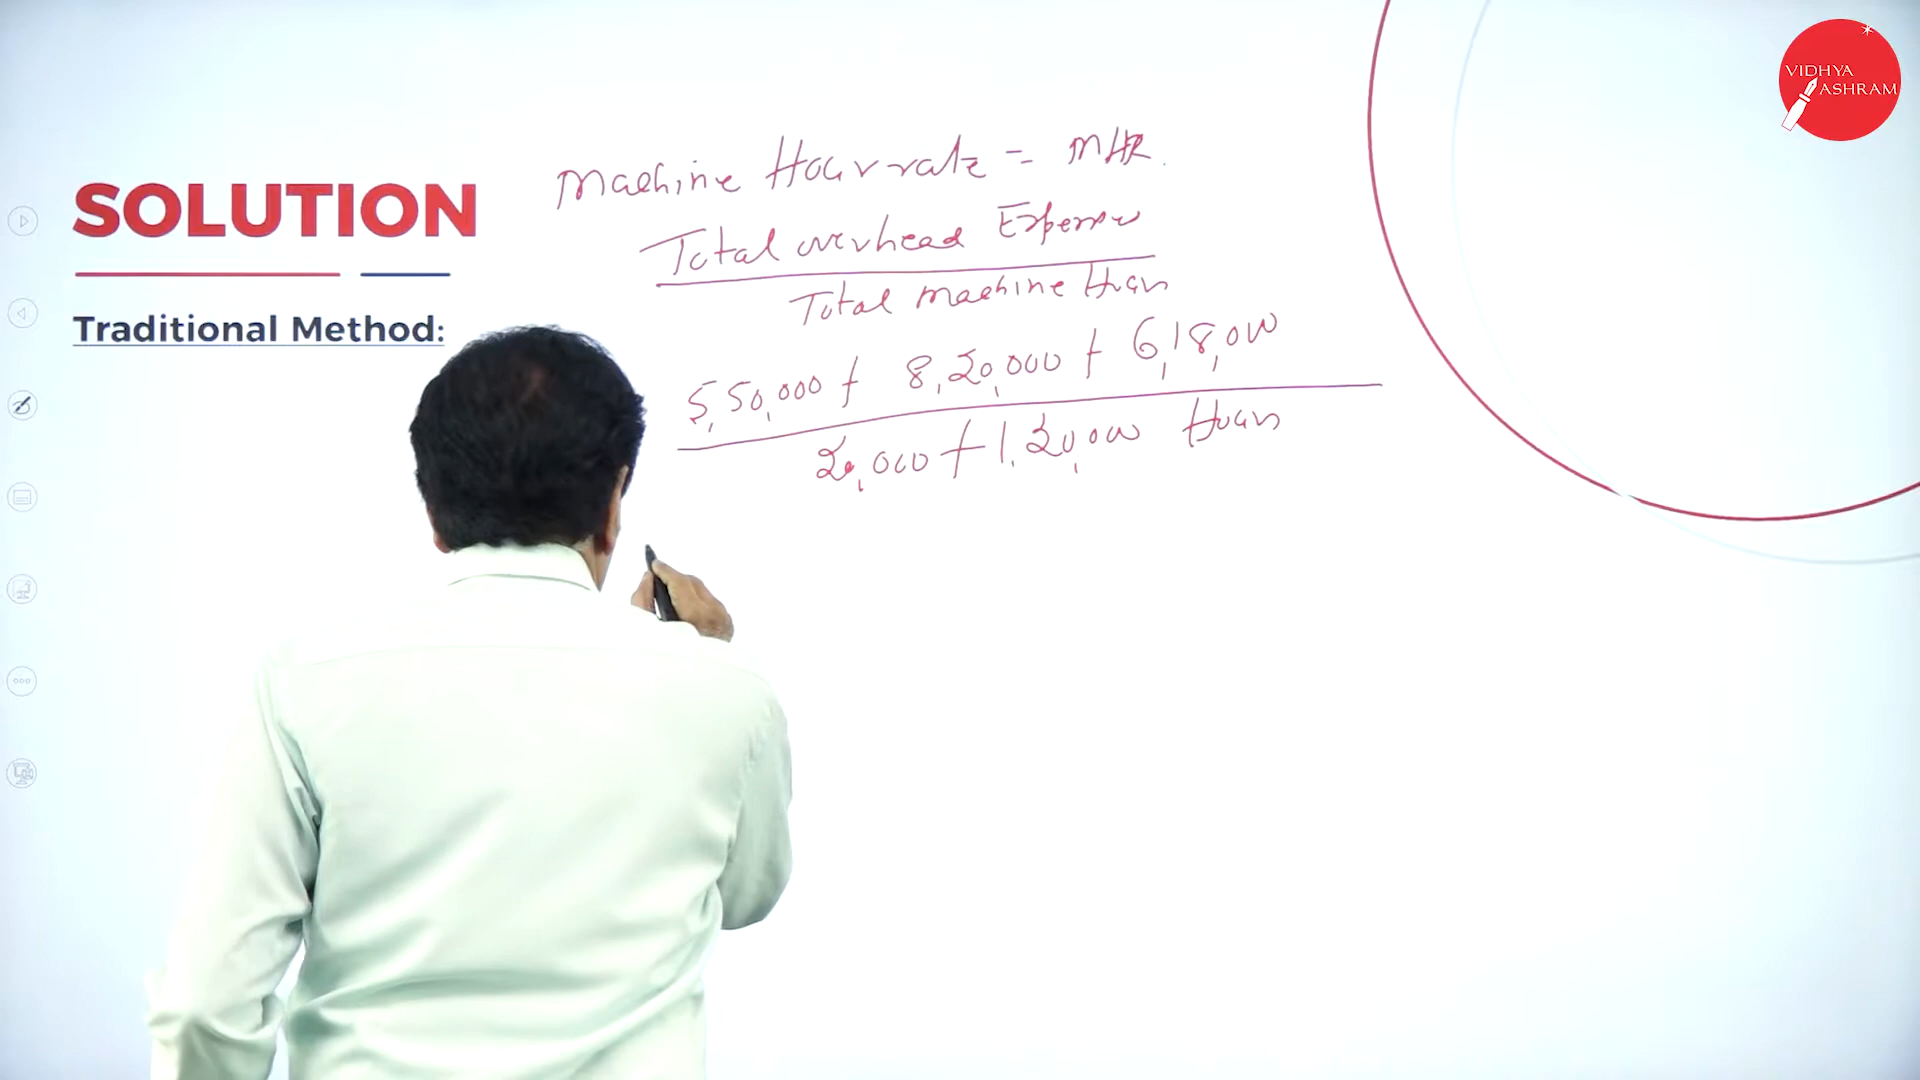 VIDHYA
ASHRAM
SOLUTION
Traditional Method:
Machine Hour rate = MHR.
Total overhead Expenses
Total machine Hours
5,50,000 + 8,20,000 + 6,18,000
20,000 + 1,20,000 Hours